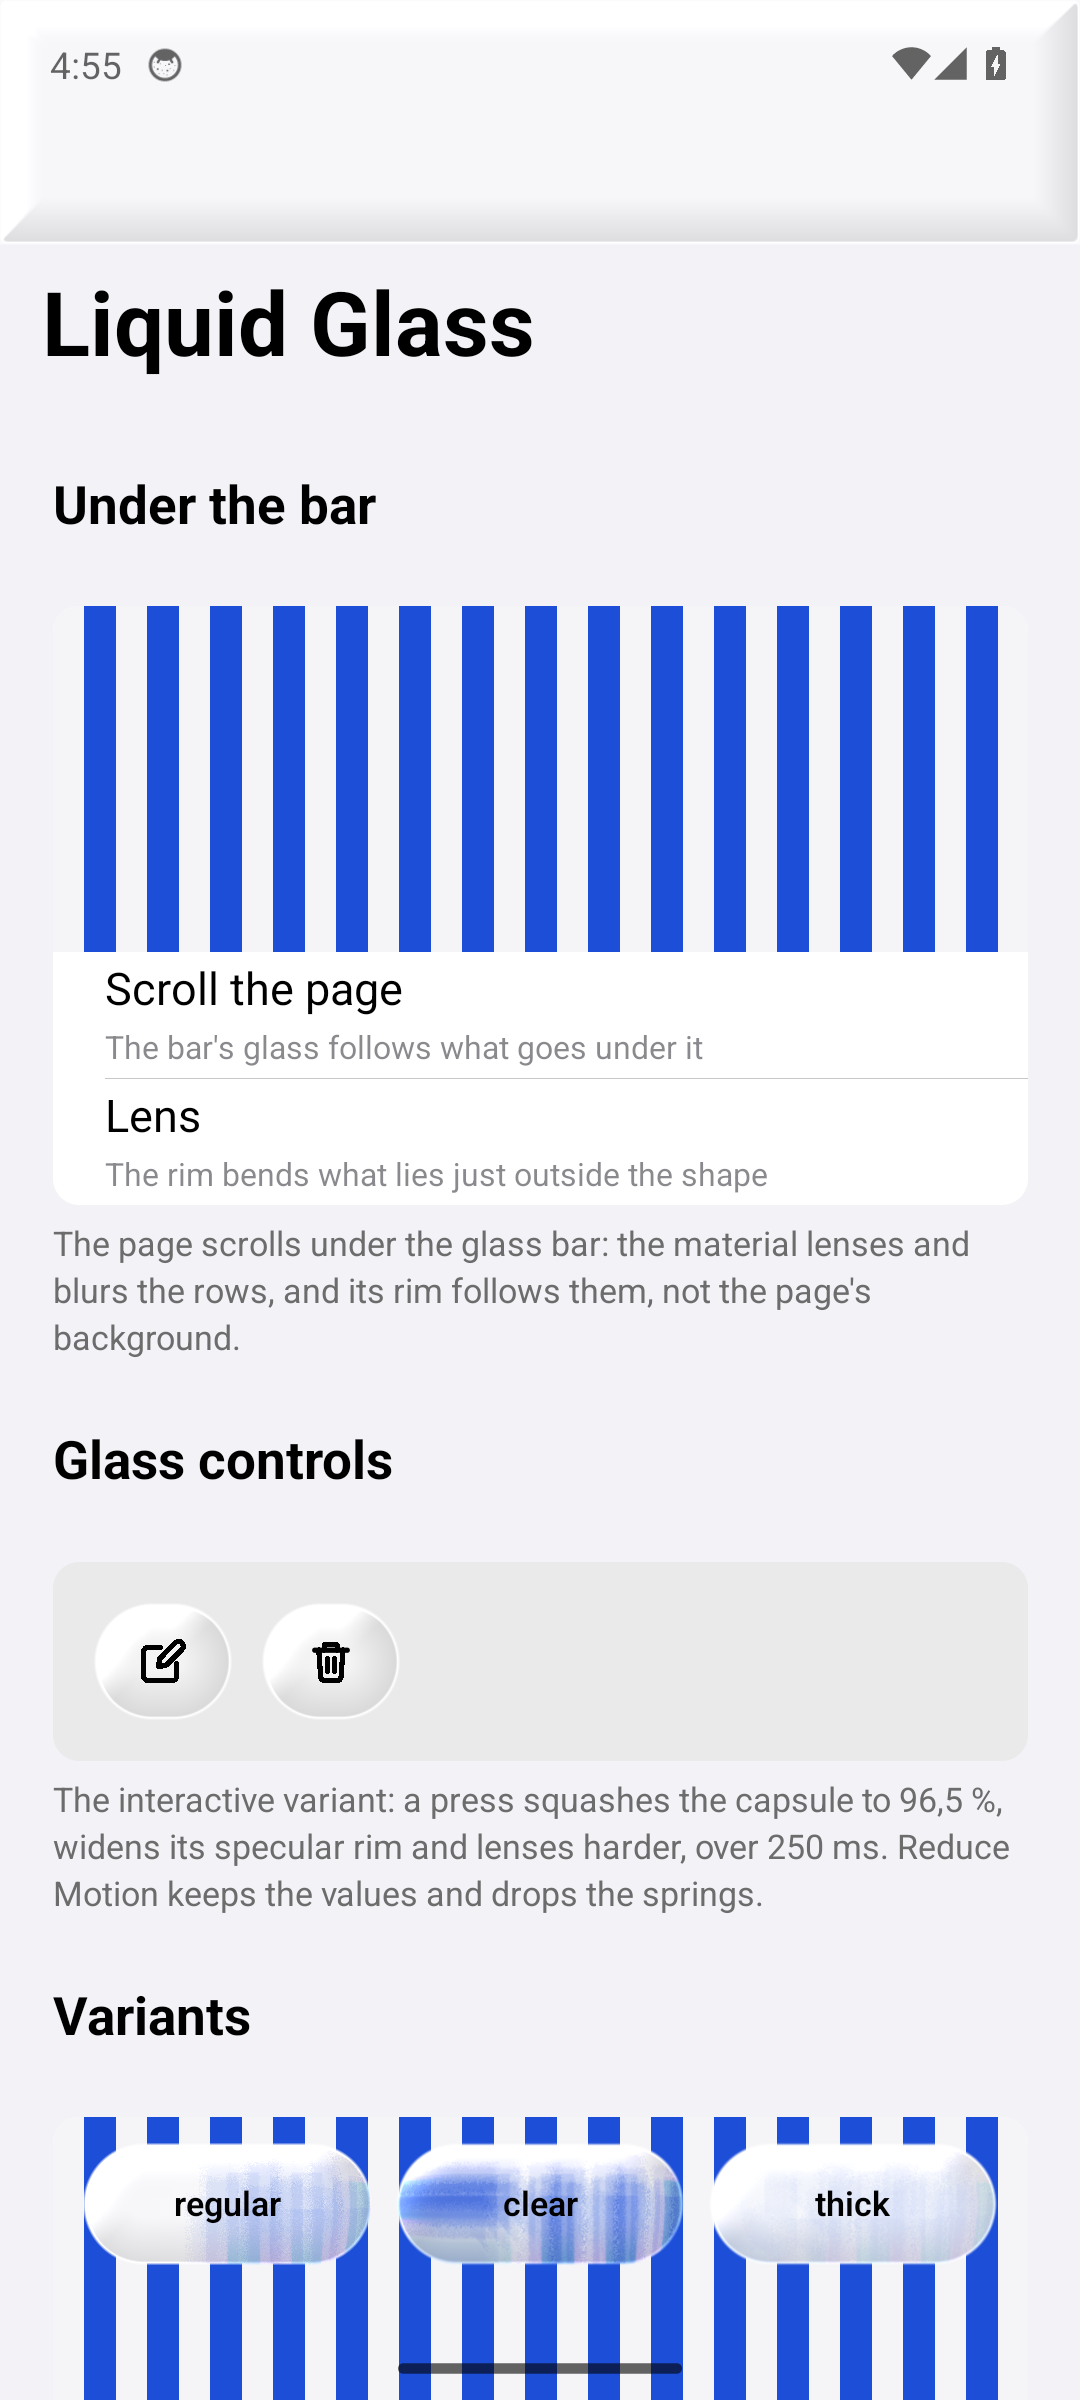 4:55
Liquid Glass
Under the bar
Scroll the page
The bar's glass follows what goes under it
Lens
The rim bends what lies just outside the shape
The page scrolls under the glass bar: the material lenses and
blurs the rows, and its rim follows them, not the page's
background.
Glass controls
The interactive variant: a press squashes the capsule to 96,5 %,
widens its specular rim and lenses harder, over 250 ms. Reduce
Motion keeps the values and drops the springs.
Variants
regular clear thick